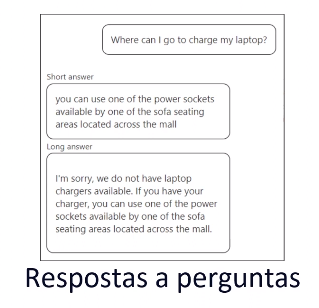 Where can I go to charge my laptop?
Short answer
you can use one of the power sockets
available by one of the sofa seating
areas located across the mall
Long answer
I'm sorry, we do not have laptop
chargers available. If you have your
charger, you can use one of the power
sockets available by one of the sofa
seating areas located across the mall.
Respostas a perguntas